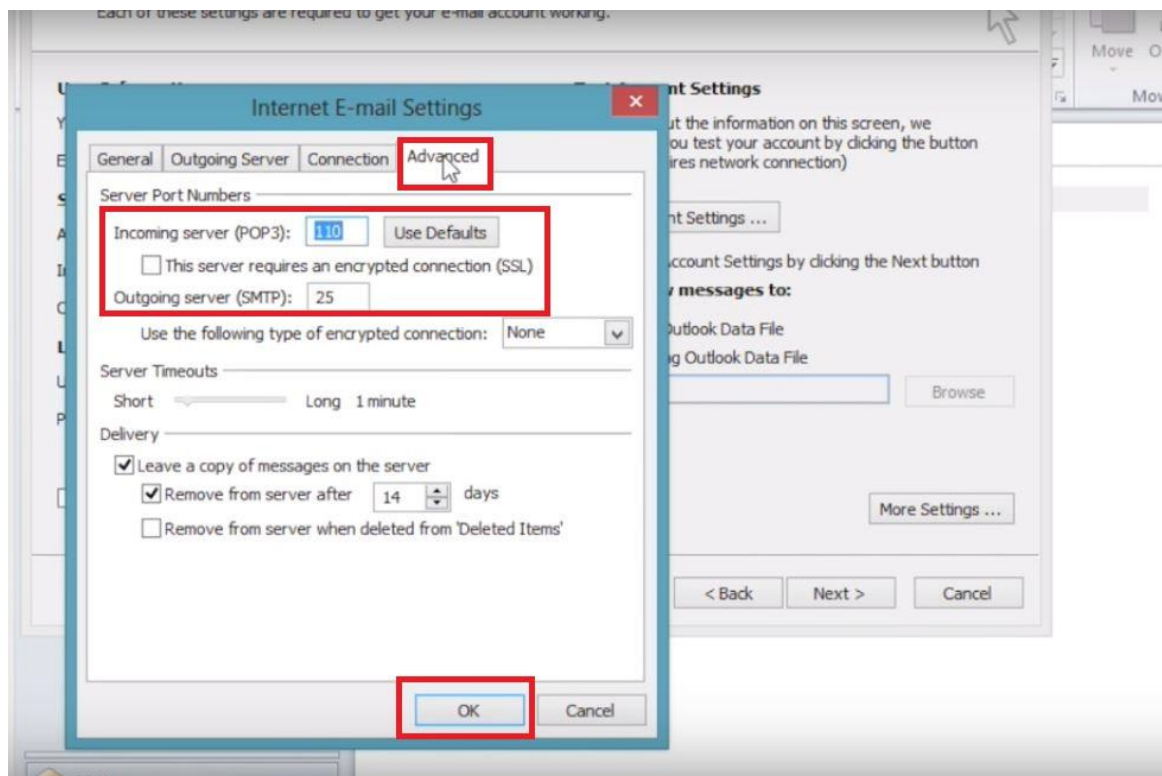 Each of these settings are required to get your e-mail account working.
Move
Mov
Internet E-mail Settings
General
Outgoing Server
Connection
Advanced
Server Port Numbers
Incoming server (POP3): 110 Use Defaults
This server requires an encrypted connection (SSL)
Outgoing server (SMTP): 25
Use the following type of encrypted connection: None
Server Timeouts
Short Long 1 minute
Delivery
Leave a copy of messages on the server
Remove from server after 14 days
Remove from server when deleted from 'Deleted Items'
OK Cancel
nt Settings
ut the information on this screen, we
ou test your account by clicking the button
ires network connection)
nt Settings ...
ccount Settings by clicking the Next button
messages to:
Outlook Data File
g Outlook Data File
Browse
More Settings ...
< Back Next > Cancel